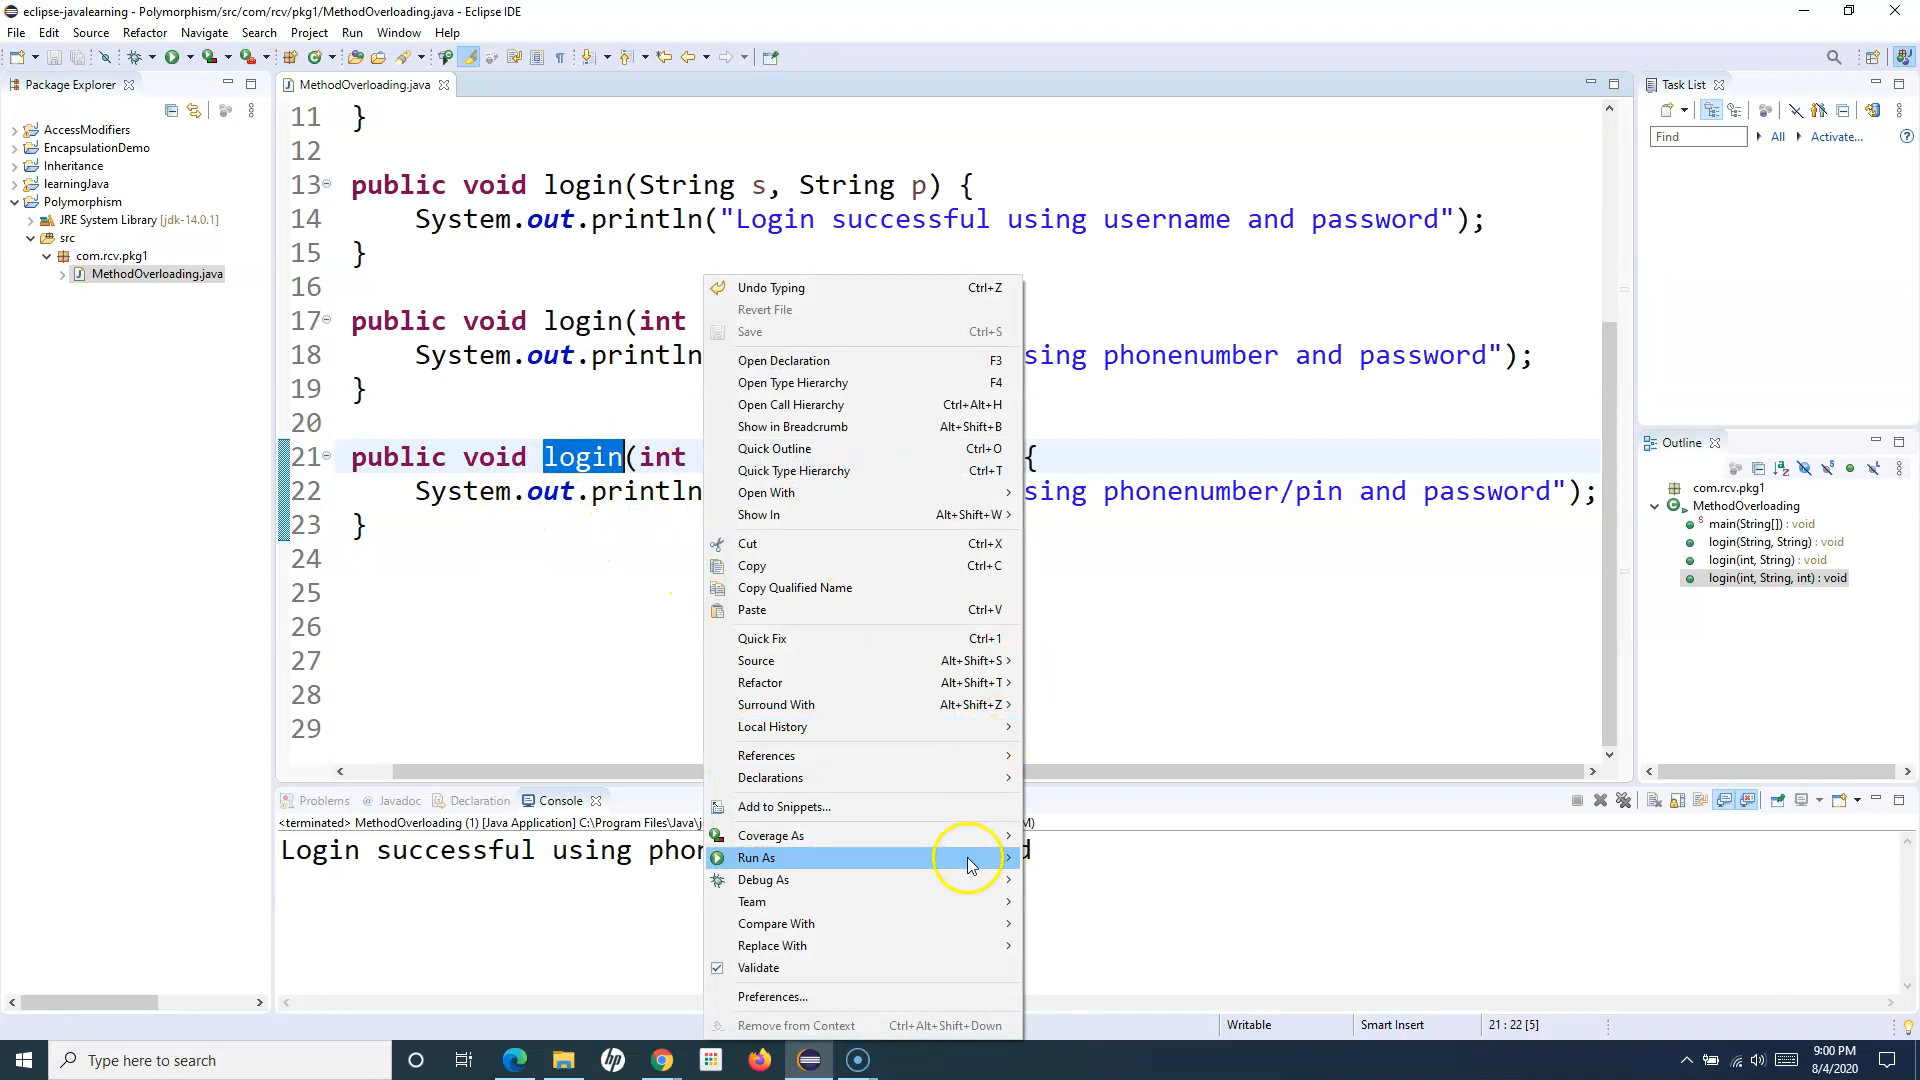 eclipse-javalearning - Polymorphism/src/com/rcv/pkg1/MethodOverloading.java - Eclipse IDE
File Edit Source Refactor Navigate Search Project Run Window Help
Package Explorer
AccessModifiers
EncapsulationDemo
Inheritance
learningJava
Polymorphism
JRE System Library [jdk-14.0.1]
src
com.rcv.pkg1
MethodOverloading.java
MethodOverloading.java
11 }
12
13 public void login(String s, String p) {
14 System.out.println("Login successful using username and password");
15 }
16
17 public void login(int
18 System.out.println sing phonenumber and password");
19 }
20
21 public void login(int {
22 System.out.println sing phonenumber/pin and password");
23 }
24
25
26
27
28
29
Undo Typing Ctrl+Z
Revert File
Save Ctrl+S
Open Declaration F3
Open Type Hierarchy F4
Open Call Hierarchy Ctrl+Alt+H
Show in Breadcrumb Alt+Shift+B
Quick Outline Ctrl+O
Quick Type Hierarchy Ctrl+T
Open With
Show In Alt+Shift+W
Cut Ctrl+X
Copy Ctrl+C
Copy Qualified Name
Paste Ctrl+V
Quick Fix Ctrl+1
Source Alt+Shift+S
Refactor Alt+Shift+T
Surround With Alt+Shift+Z
Local History
References
Declarations
Add to Snippets...
Coverage As
Run As
Debug As
Team
Compare With
Replace With
Validate
Preferences...
Remove from Context Ctrl+Alt+Shift+Down
Task List
Find All Activate...
Outline
com.rcv.pkg1
MethodOverloading
main(String[]) : void
login(String, String) : void
login(int, String) : void
login(int, String, int) : void
Problems @ Javadoc Declaration Console
<terminated> MethodOverloading (1) [Java Application] C:\Program Files\Java\j M)
Login successful using phon d
Writable Smart Insert 21 : 22 [5]
Type here to search
hp
9:00 PM
8/4/2020